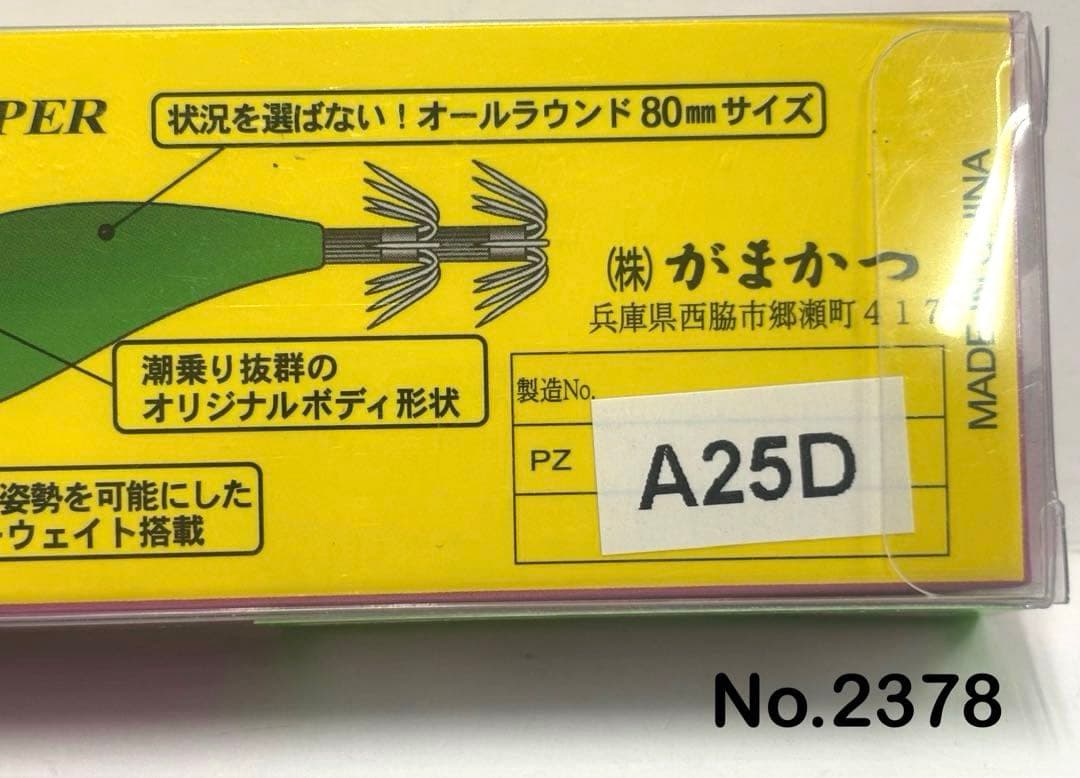 PER
状況を選ばない！オールラウンド80㎜サイズ
㈱がまかつ
兵庫県西脇市郷瀬町417
MADE IN CHINA
潮乗り抜群の
オリジナルボディ形状
製造No.
PZ
A25D
姿勢を可能にした
ーウェイト搭載
No.2378